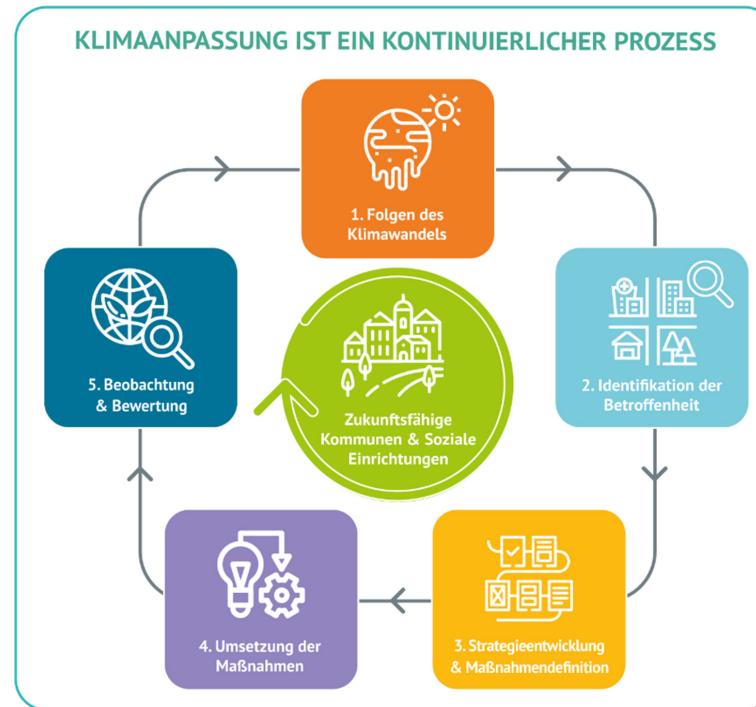 KLIMAANPASSUNG IST EIN KONTINUIERLICHER PROZESS
1. Folgen des
Klimawandels
2. Identifikation der
Betroffenheit
3. Strategieentwicklung
& Maßnahmendefinition
4. Umsetzung der
Maßnahmen
5. Beobachtung
& Bewertung
Zukunftsfähige
Kommunen & Soziale
Einrichtungen